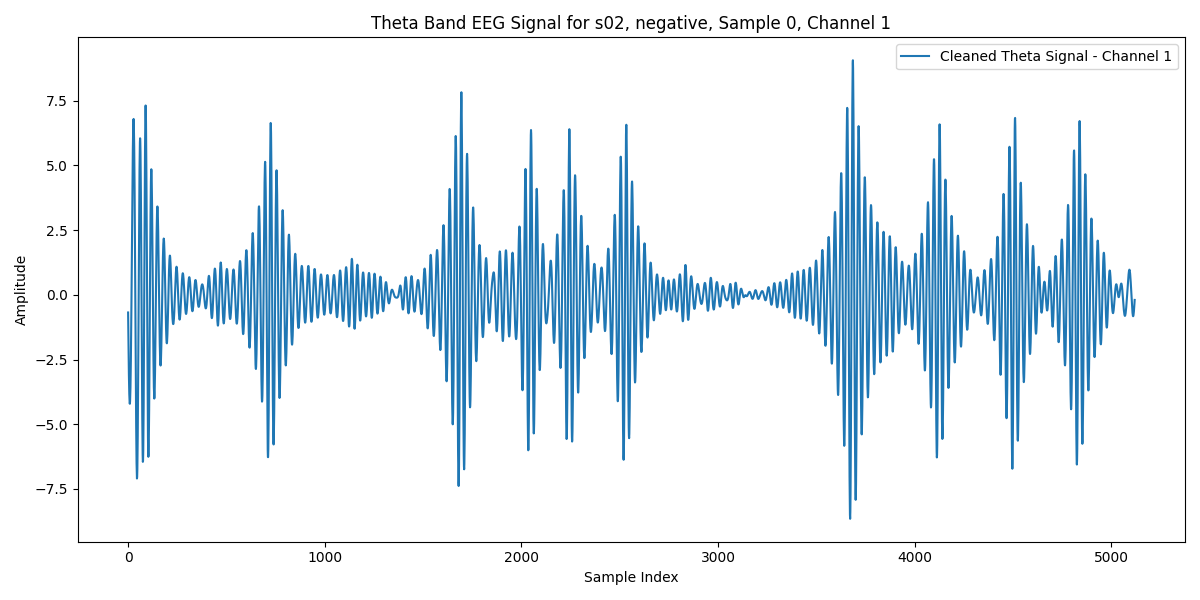 Theta Band EEG Signal for s02, negative, Sample 0, Channel 1
Cleaned Theta Signal - Channel 1
Amplitude
7.5
5.0
2.5
0.0
−2.5
−5.0
−7.5
0 1000 2000 3000 4000 5000
Sample Index